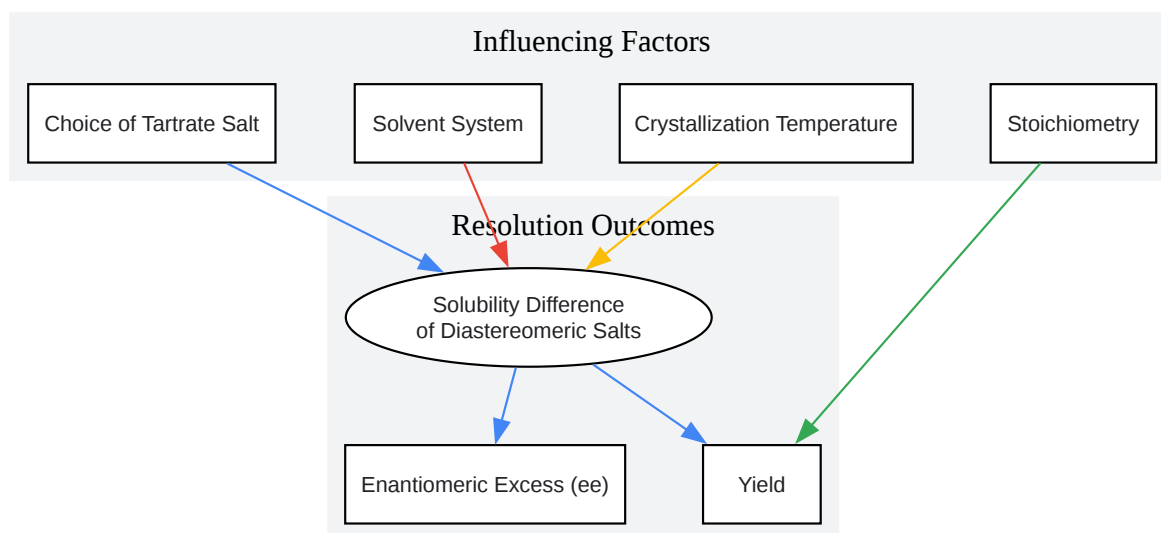 Influencing Factors
Choice of Tartrate Salt
Solvent System
Crystallization Temperature
Stoichiometry
Resolution Outcomes
Solubility Difference
of Diastereomeric Salts
Enantiomeric Excess (ee)
Yield